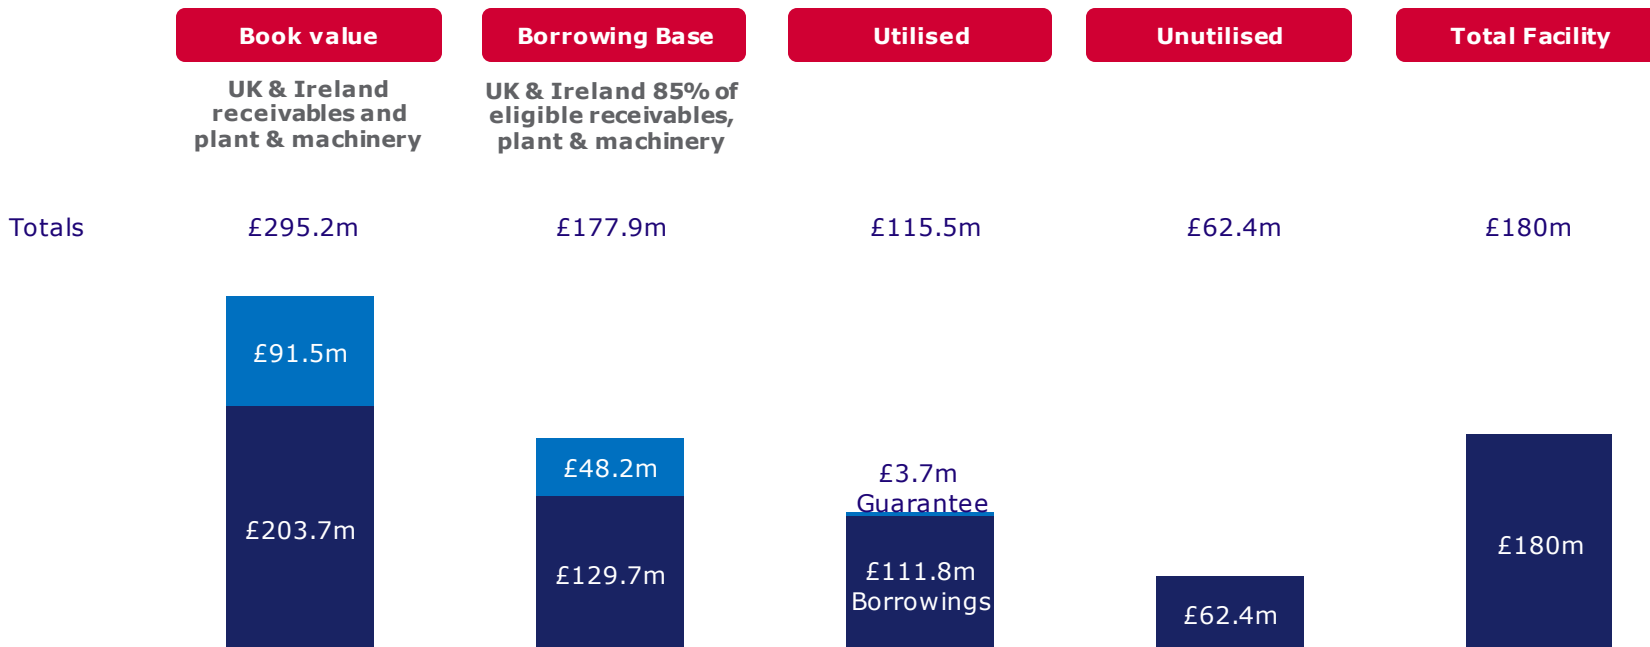 Book value
Borrowing Base
Utilised
Unutilised
Total Facility
UK & Ireland
receivables and
plant & machinery
UK & Ireland 85% of
eligible receivables,
plant & machinery
Totals
£295.2m
£177.9m
£115.5m
£62.4m
£180m
£91.5m
£203.7m
£48.2m
£129.7m
£3.7m
Guarantee
£111.8m
Borrowings
£62.4m
£180m